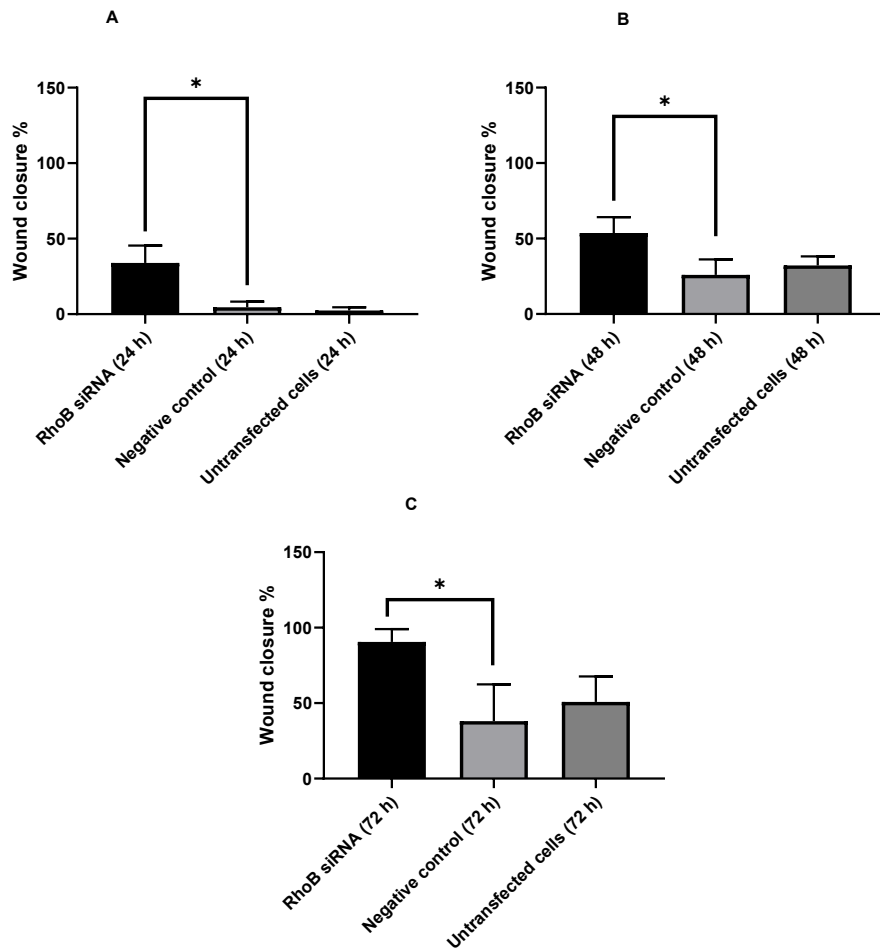 A
*
150
100
50
0
Wound closure %
RhoB siRNA (24 h)
Negative control (24 h)
Untransfected cells (24 h)
B
*
150
100
50
0
Wound closure %
RhoB siRNA (48 h)
Negative control (48 h)
Untransfected cells (48 h)
C
*
150
100
50
0
Wound closure %
RhoB siRNA (72 h)
Negative control (72 h)
Untransfected cells (72 h)